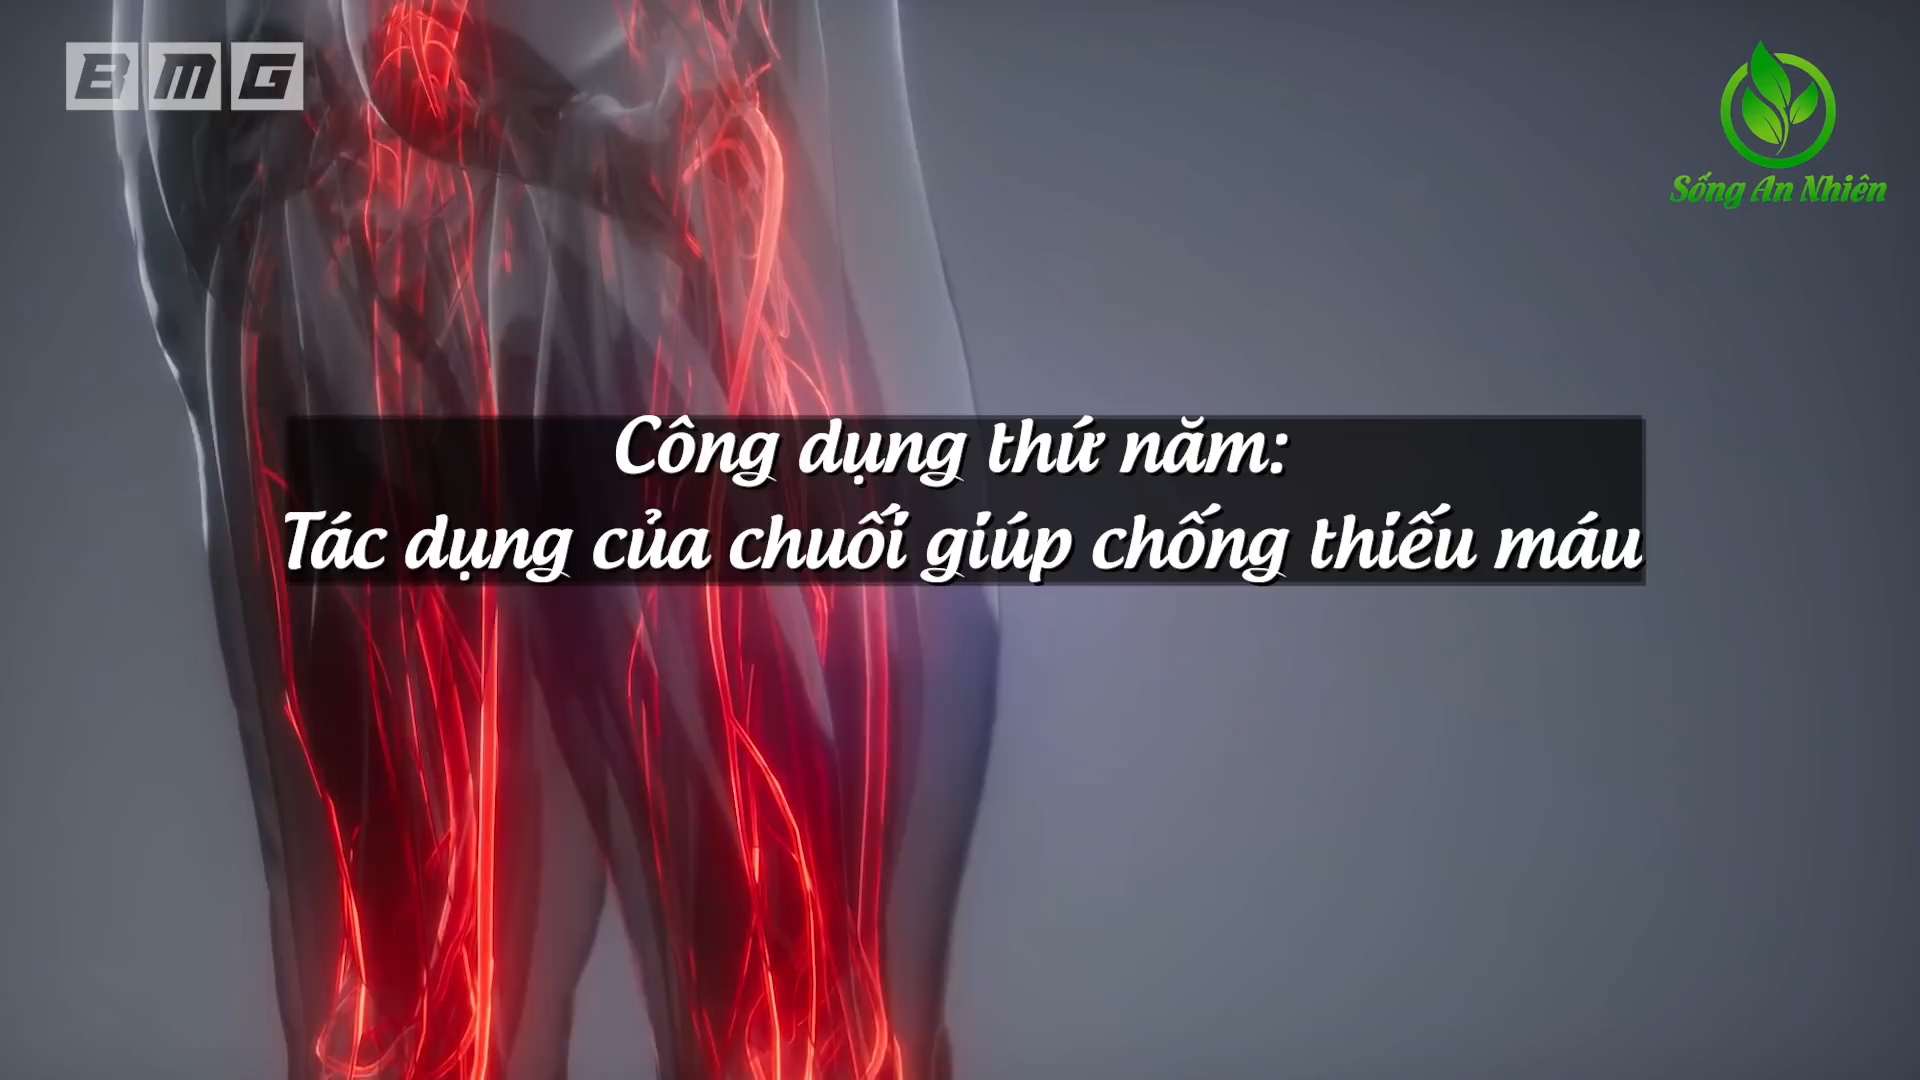 BMG
Sống An Nhiên
Công dụng thứ năm:
Tác dụng của chuối giúp chống thiếu máu